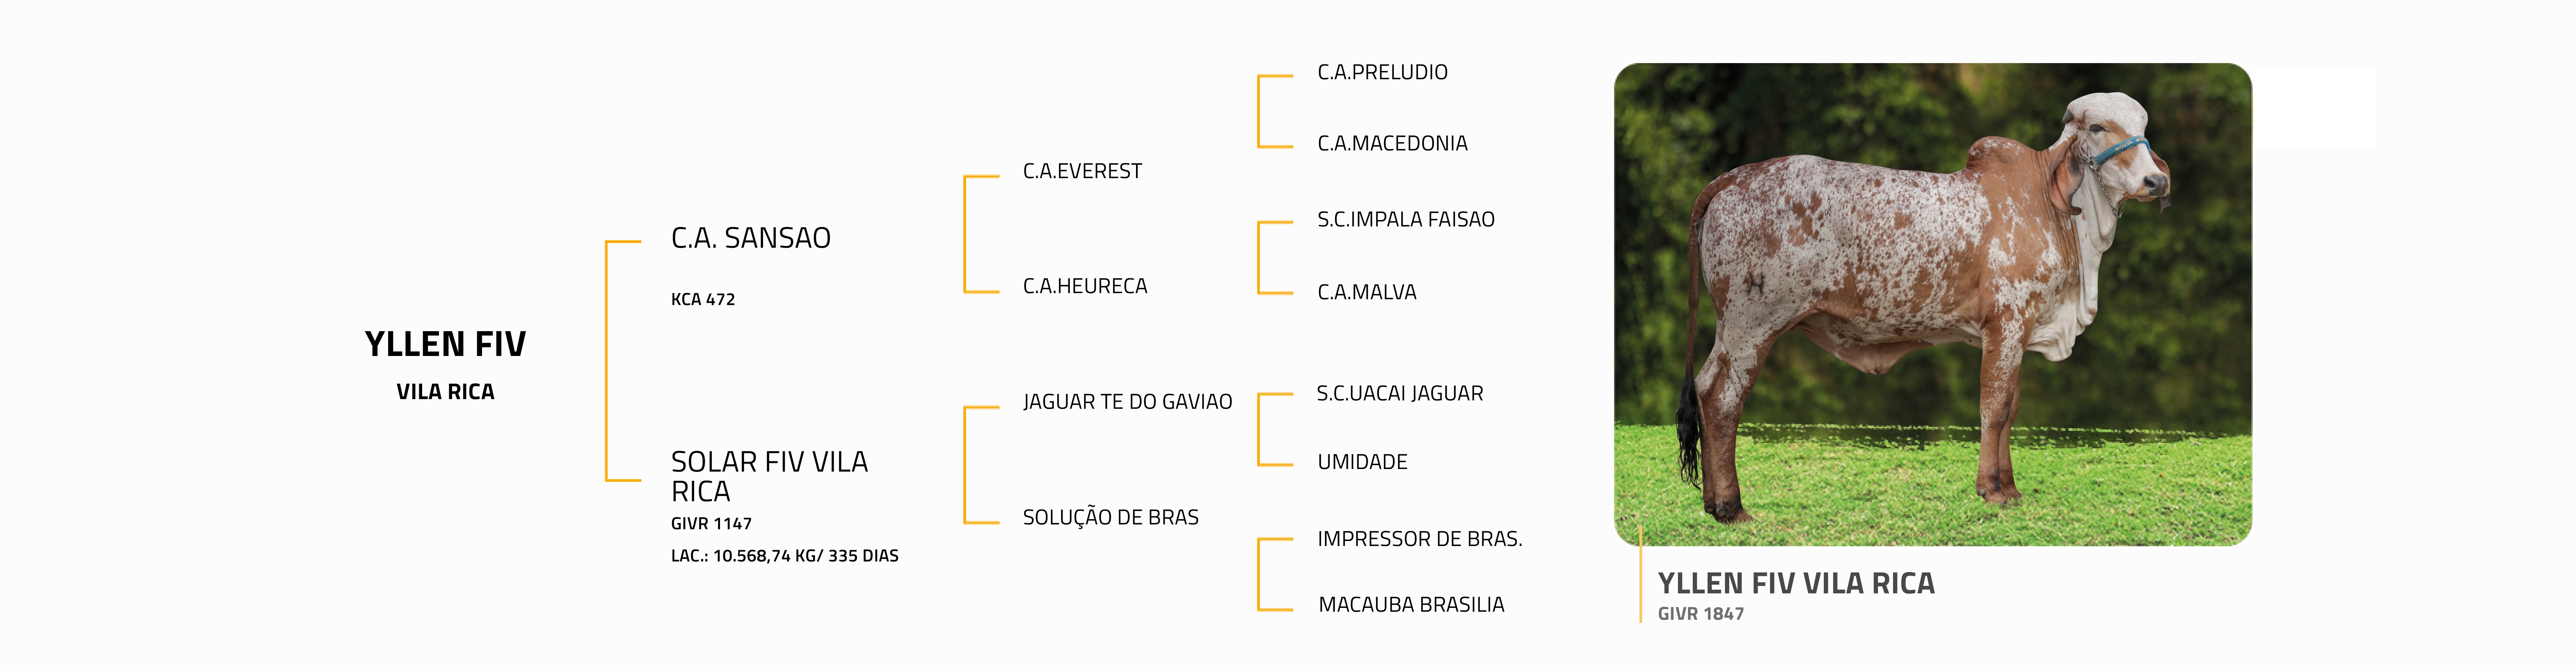 YLLEN FIV
VILA RICA
C.A. SANSAO
KCA 472
SOLAR FIV VILA
RICA
GIVR 1147
LAC.: 10.568,74 KG/ 335 DIAS
C.A.EVEREST
C.A.HEURECA
JAGUAR TE DO GAVIAO
SOLUÇÃO DE BRAS
C.A.PRELUDIO
C.A.MACEDONIA
S.C.IMPALA FAISAO
C.A.MALVA
S.C.UACAI JAGUAR
UMIDADE
IMPRESSOR DE BRAS.
MACAUBA BRASILIA
YLLEN FIV VILA RICA
GIVR 1847